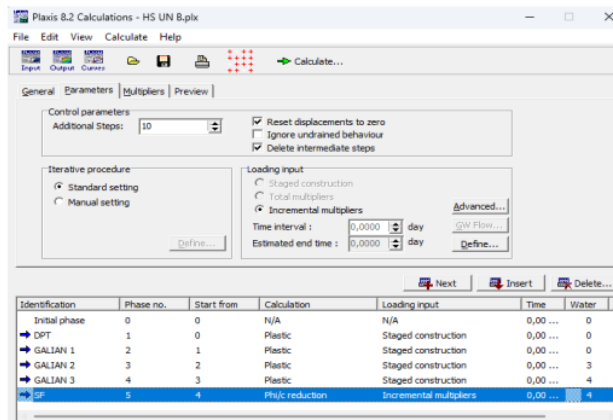 Plaxis 8.2 Calculations - HS UN B.plx
File Edit View Calculate Help
Input Output Curves Calculate...
General Parameters Multipliers Preview
Control parameters
Additional Steps: 10
Reset displacements to zero
Ignore undrained behaviour
Delete intermediate steps
Iterative procedure
Standard setting
Manual setting
Define...
Loading input
Staged construction
Total multipliers
Incremental multipliers
Advanced...
Time interval : 0,0000 day GW Flow...
Estimated end time : 0,0000 day Define...
Next Insert Delete...
Identification Phase no. Start from Calculation Loading input Time Water
Initial phase 0 0 N/A N/A 0,00 ... 0
DPT 1 0 Plastic Staged construction 0,00 ... 0
GALIAN 1 2 1 Plastic Staged construction 0,00 ... 0
GALIAN 2 3 2 Plastic Staged construction 0,00 ... 3
GALIAN 3 4 3 Plastic Staged construction 0,00 ... 4
SF 5 4 Phi/c reduction Incremental multipliers 0,00 ... 4